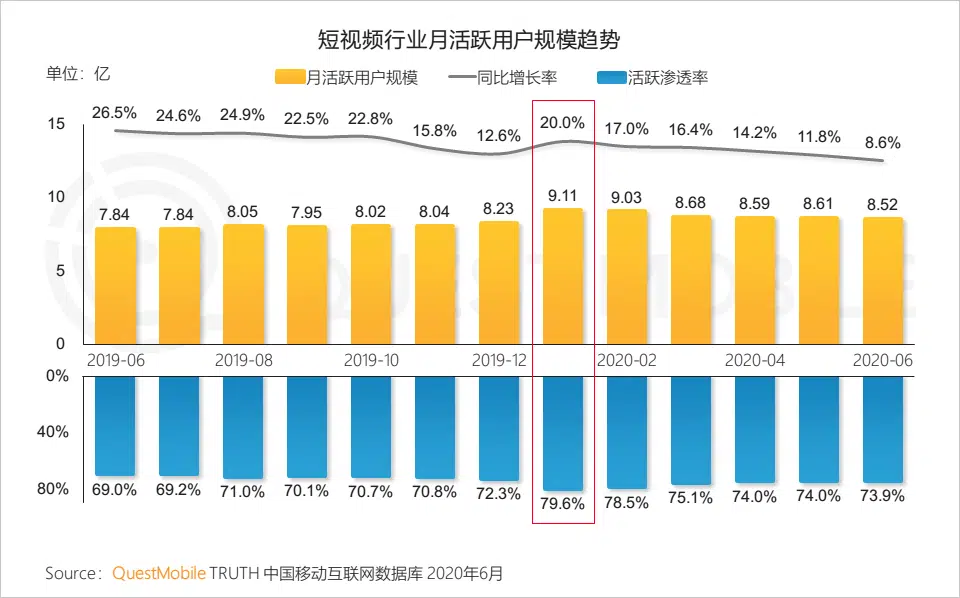 短视频行业月活跃用户规模趋势
单位：亿
月活跃用户规模 同比增长率 活跃渗透率
26.5% 24.6% 24.9% 22.5% 22.8% 15.8% 12.6% 20.0% 17.0% 16.4% 14.2% 11.8% 8.6%
15
10
5
0
7.84 7.84 8.05 7.95 8.02 8.04 8.23 9.11 9.03 8.68 8.59 8.61 8.52
QUEST MOBILE
2019-06 2019-08 2019-10 2019-12 2020-02 2020-04 2020-06
0%
40%
80%
69.0% 69.2% 71.0% 70.1% 70.7% 70.8% 72.3% 79.6% 78.5% 75.1% 74.0% 74.0% 73.9%
Source：QuestMobile TRUTH 中国移动互联网数据库 2020年6月